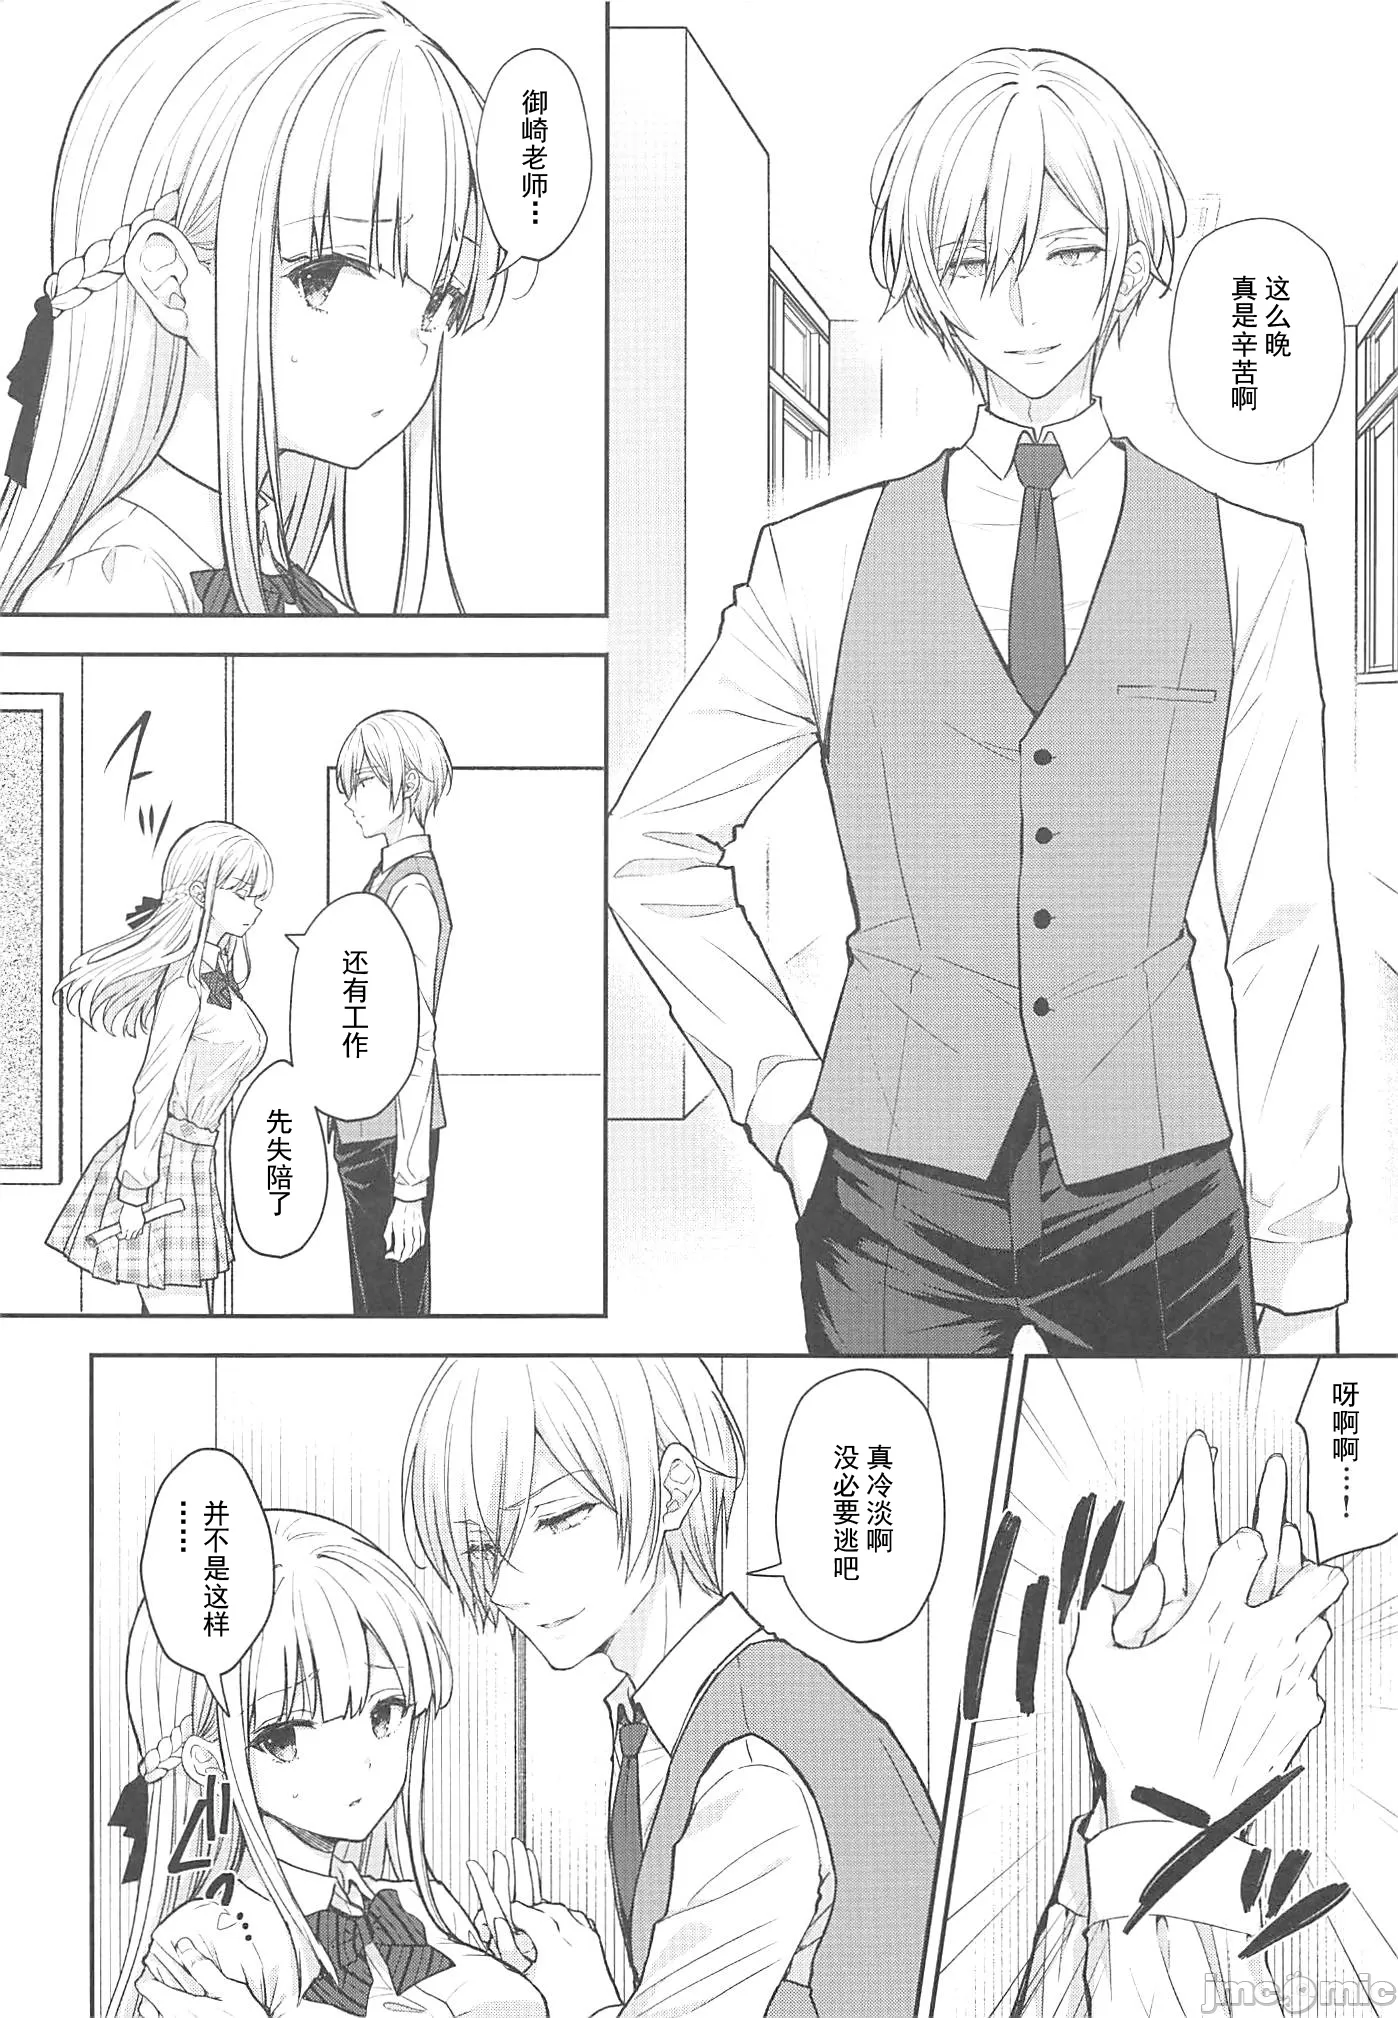 这么晚
真是辛苦啊
御崎老师…
还有工作
先失陪了
呀啊啊…！
真冷淡啊
没必要逃吧
并不是这样
……
jmcomic